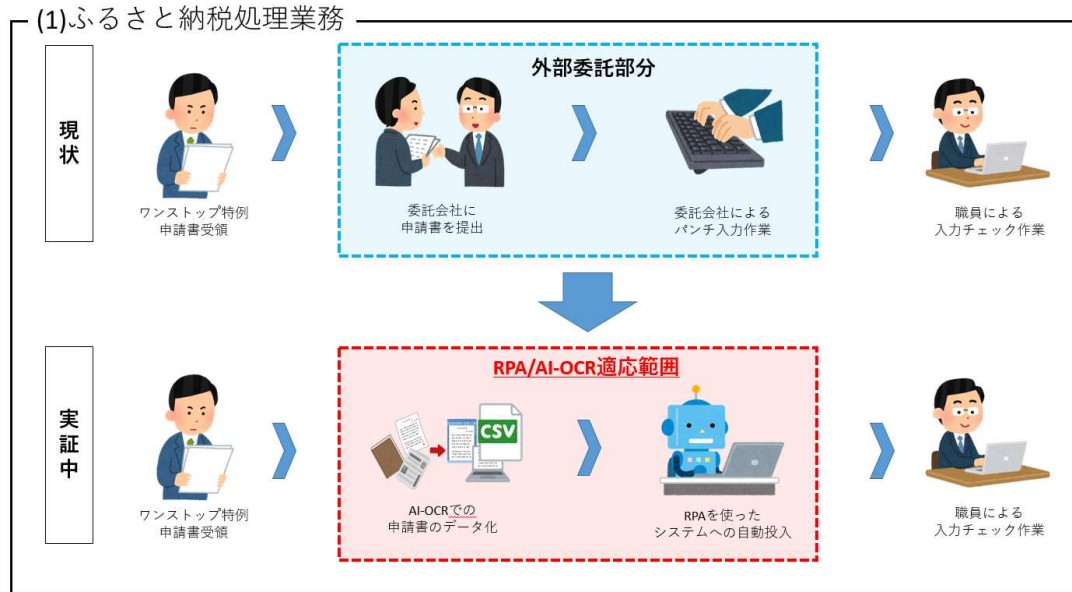 (1)ふるさと納税処理業務
現状
外部委託部分
ワンストップ特例
申請書受領
委託会社に
申請書を提出
委託会社による
パンチ入力作業
職員による
入力チェック作業
実証中
RPA/AI-OCR適応範囲
CSV
ワンストップ特例
申請書受領
AI-OCRでの
申請書のデータ化
RPAを使った
システムへの自動投入
職員による
入力チェック作業